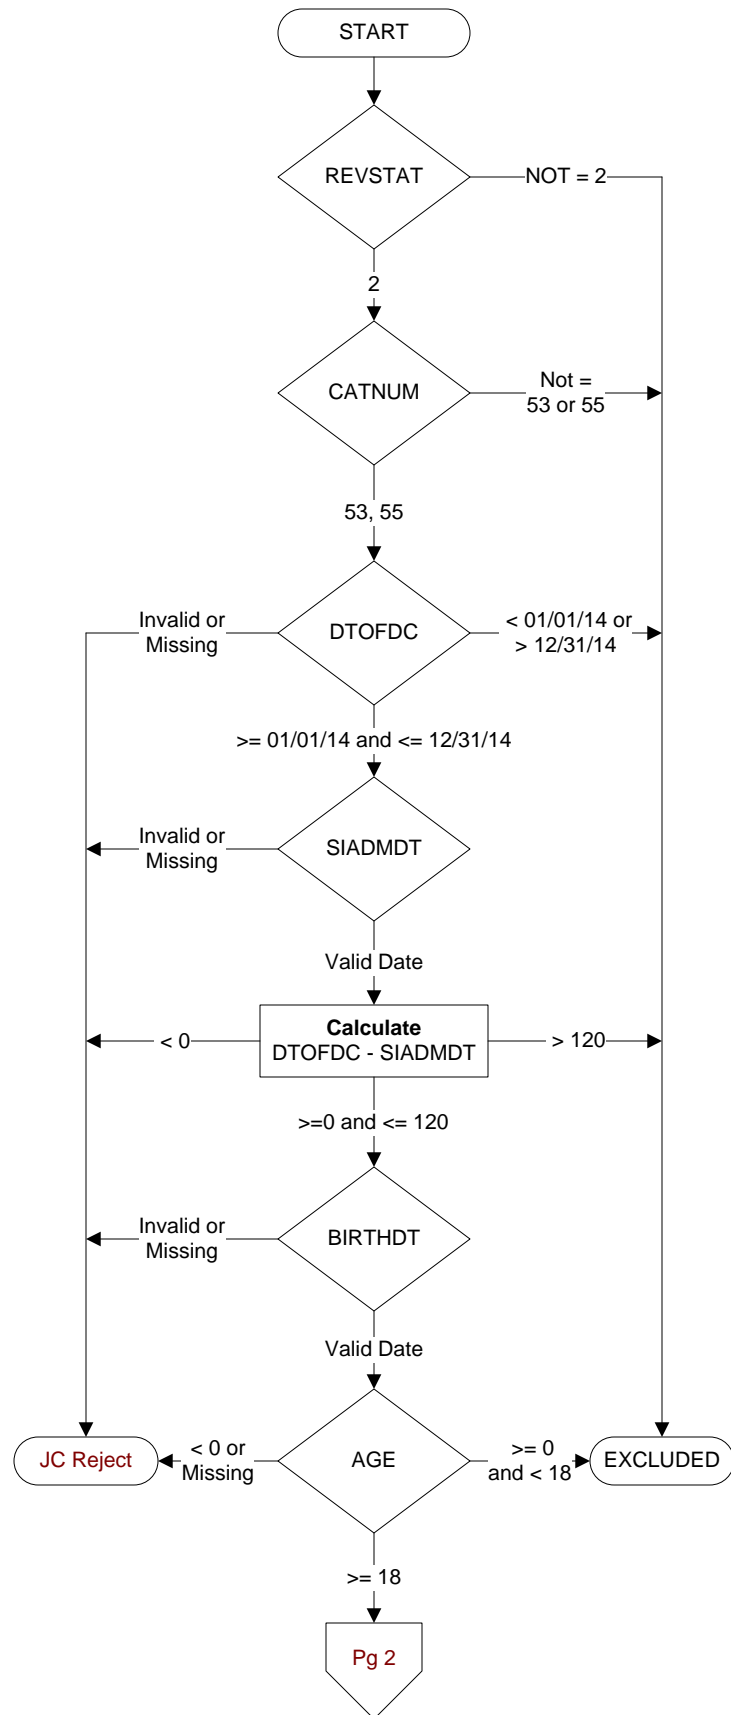 START
REVSTAT
NOT = 2
2
CATNUM
Not =
53 or 55
53, 55
Invalid or
Missing
DTOFDC
< 01/01/14 or
> 12/31/14
>= 01/01/14 and <= 12/31/14
Invalid or
Missing
SIADMDT
Valid Date
< 0
Calculate
DTOFDC - SIADMDT
> 120
>=0 and <= 120
Invalid or
Missing
BIRTHDT
Valid Date
JC Reject
< 0 or
Missing
AGE
>= 0
and < 18
EXCLUDED
>= 18
Pg 2